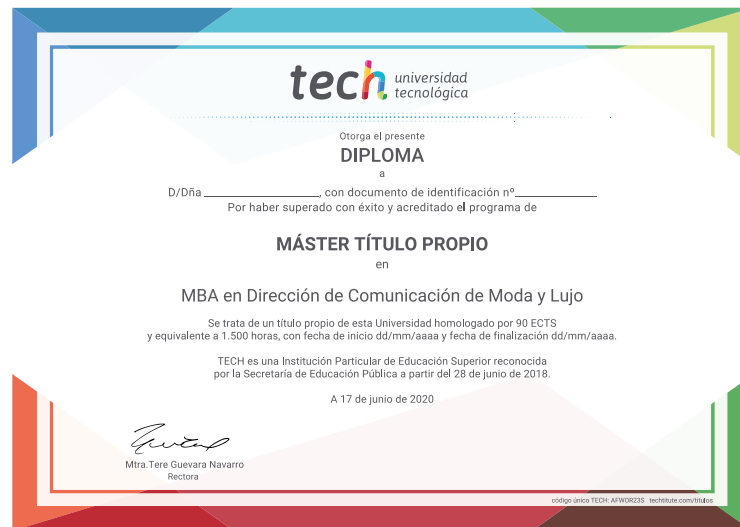 tech universidad
tecnológica
Otorga el presente
DIPLOMA
a
D/Dña ____________________, con documento de identificación nº______________
Por haber superado con éxito y acreditado el programa de
MÁSTER TÍTULO PROPIO
en
MBA en Dirección de Comunicación de Moda y Lujo
Se trata de un título propio de esta Universidad homologado por 90 ECTS
y equivalente a 1.500 horas, con fecha de inicio dd/mm/aaaa y fecha de finalización dd/mm/aaaa.
TECH es una Institución Particular de Educación Superior reconocida
por la Secretaría de Educación Pública a partir del 28 de junio de 2018.
A 17 de junio de 2020
Mtra.Tere Guevara Navarro
Rectora
código único TECH: AFWOR23S techtitute.com/titulos